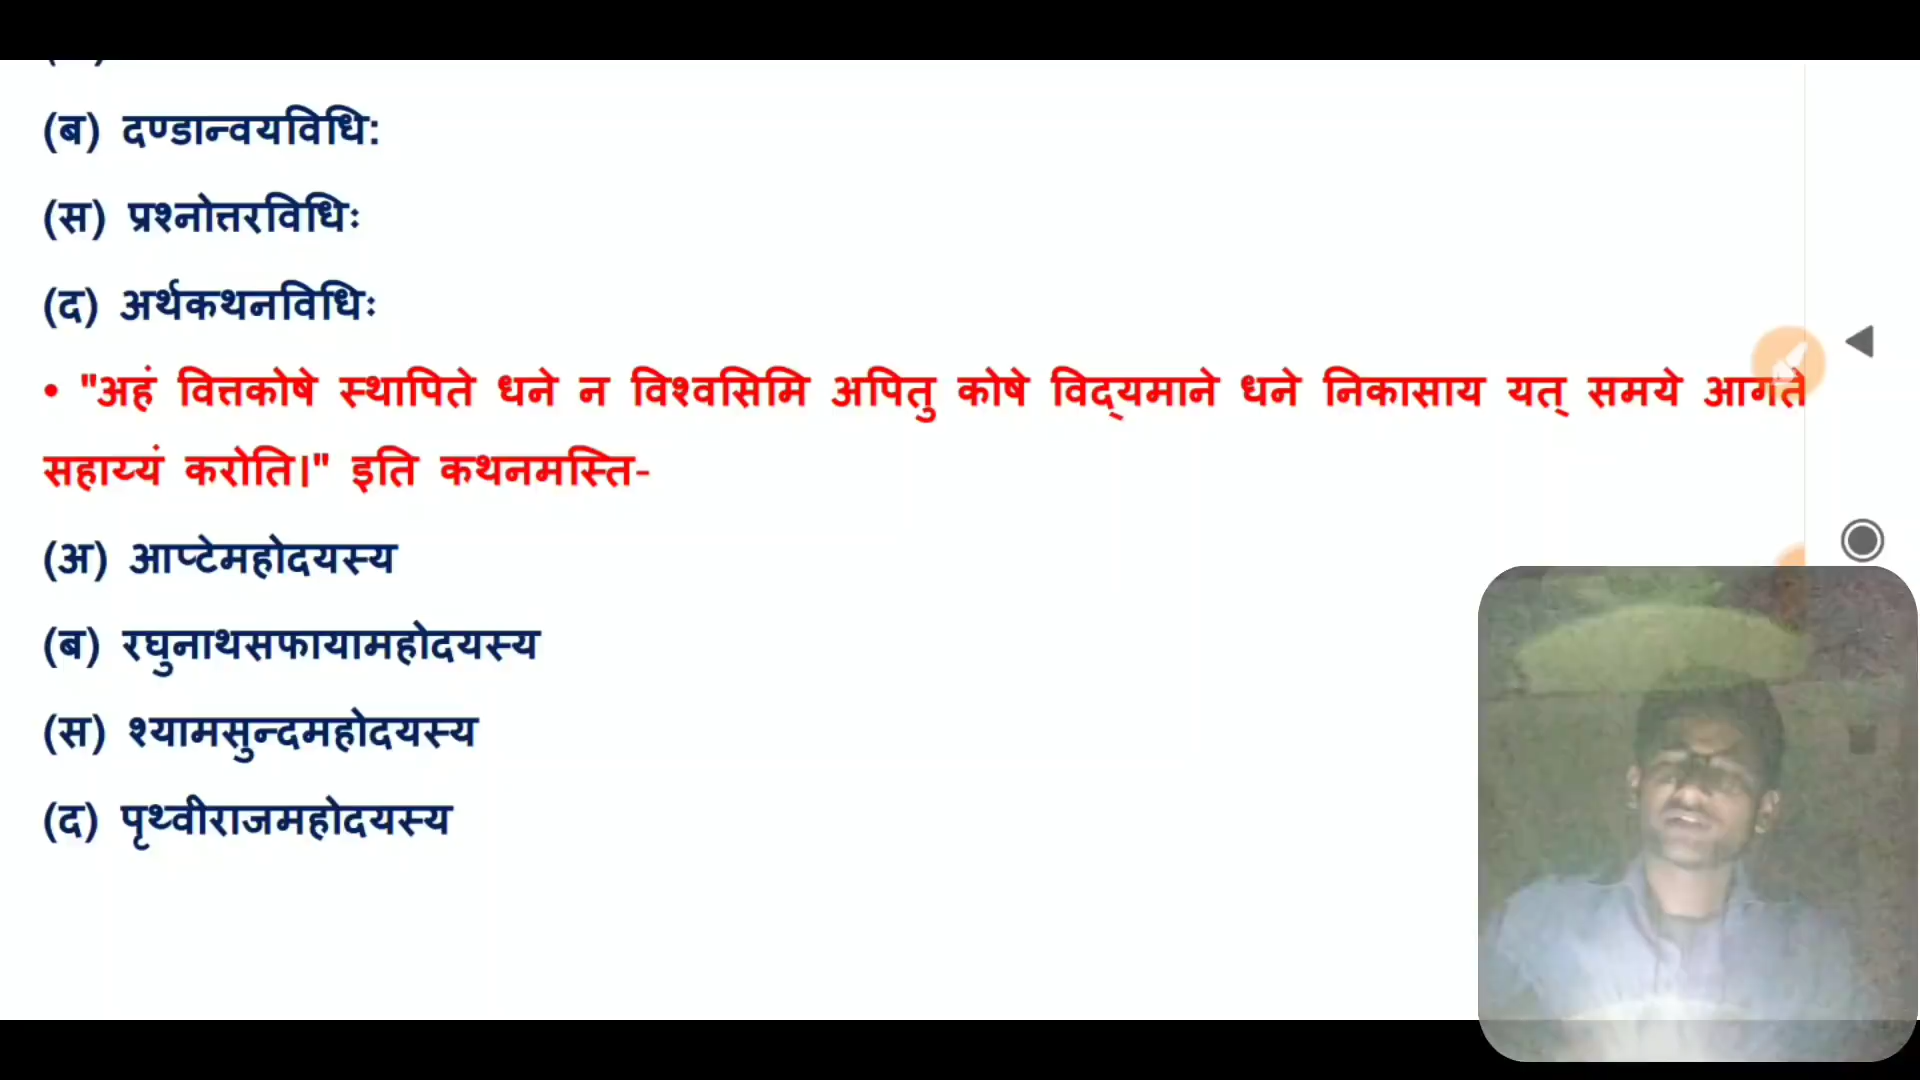 (ब) दण्डान्वयविधि:
(स) प्रश्नोत्तरविधिः
(द) अर्थकथनविधिः
• "अहं वित्तकोषे स्थापिते धने न विश्वसिमि अपितु कोषे विद्यमाने धने निकासाय यत् समये आगते
सहाय्यं करोति।" इति कथनमस्ति-
(अ) आप्टेमहोदयस्य
(ब) रघुनाथसफायामहोदयस्य
(स) श्यामसुन्दमहोदयस्य
(द) पृथ्वीराजमहोदयस्य